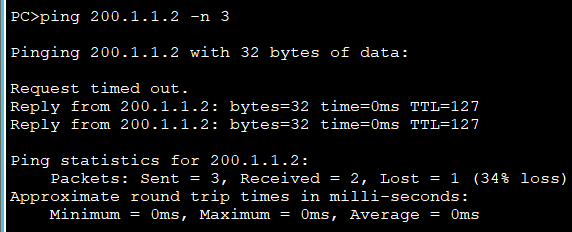 PC>ping 200.1.1.2 -n 3
Pinging 200.1.1.2 with 32 bytes of data:
Request timed out.
Reply from 200.1.1.2: bytes=32 time=0ms TTL=127
Reply from 200.1.1.2: bytes=32 time=0ms TTL=127
Ping statistics for 200.1.1.2:
Packets: Sent = 3, Received = 2, Lost = 1 (34% loss)
Approximate round trip times in milli-seconds:
Minimum = 0ms, Maximum = 0ms, Average = 0ms